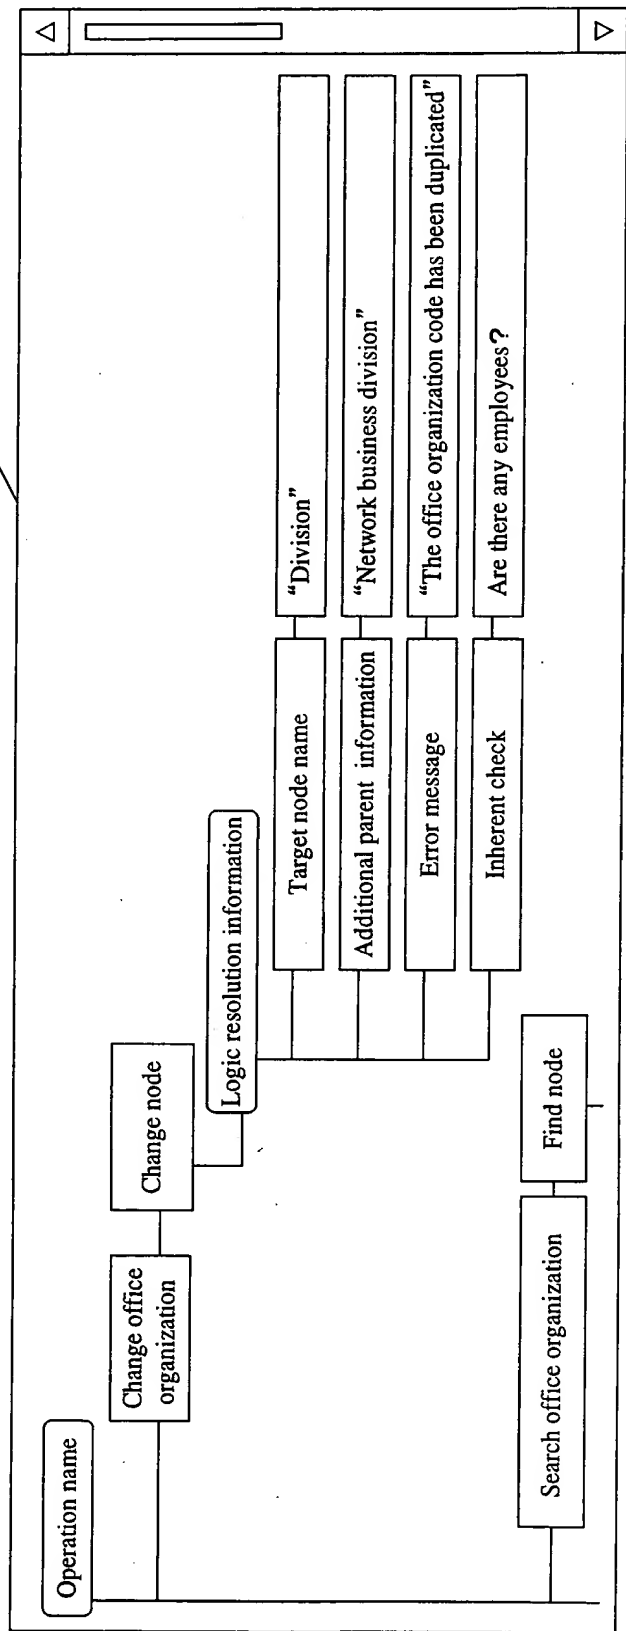 Operation name
Change office
organization
Change node
Logic resolution information
Target node name
“Division”
Additional parent information
“Network business division”
Error message
“The office organization code has been duplicated”
Inherent check
Are there any employees?
Search office organization
Find node